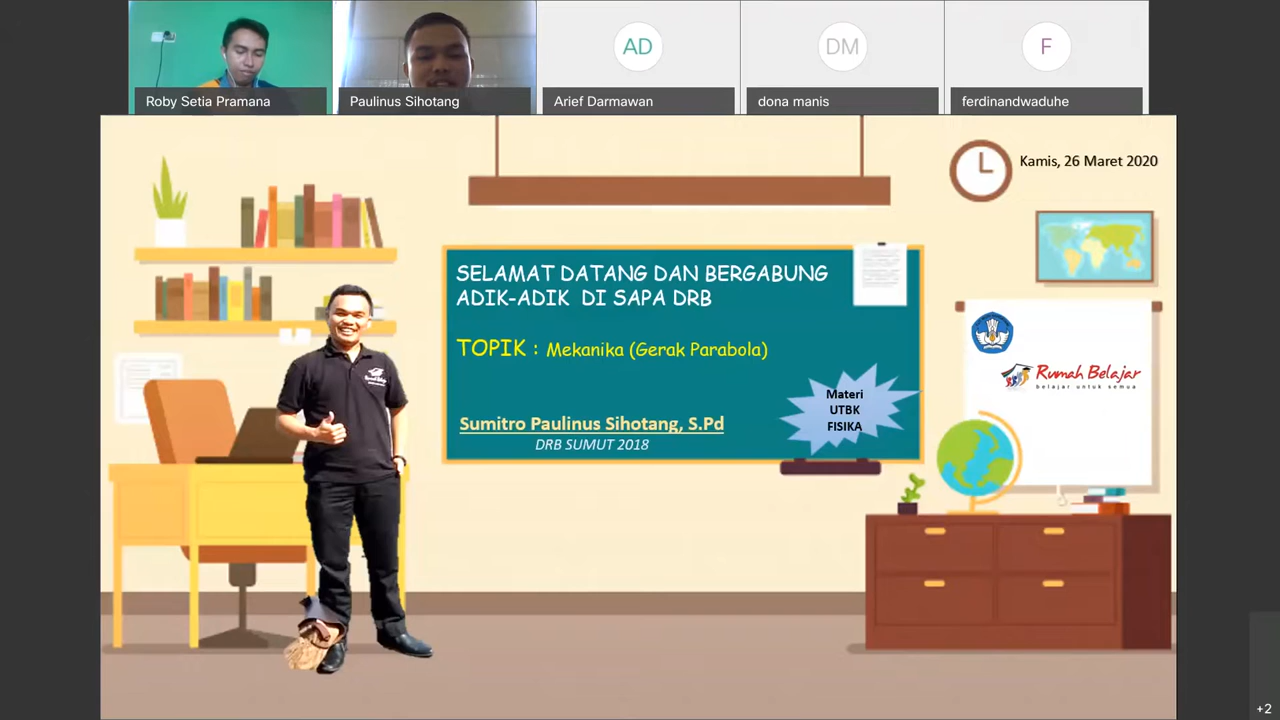 AD
DM
F
Roby Setia Pramana
Paulinus Sihotang
Arief Darmawan
dona manis
ferdinandwaduhe
Kamis, 26 Maret 2020
SELAMAT DATANG DAN BERGABUNG
ADIK-ADIK DI SAPA DRB
TOPIK : Mekanika (Gerak Parabola)
Materi
UTBK
FISIKA
Sumitro Paulinus Sihotang, S.Pd
DRB SUMUT 2018
Rumah Belajar
belajar untuk semua
+2